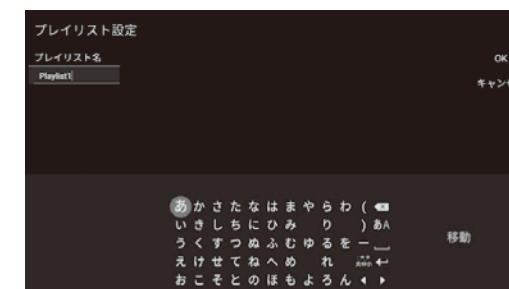 プレイリスト設定
プレイリスト名
OK
Playlist1
キャン
あ か さ た な は ま や ら わ (
い き し ち に ひ み り ) あA
う く す つ ぬ ふ む ゆ る を ー
移動
え け せ て ね へ め れ
お こ そ と の ほ も よ ろ ん